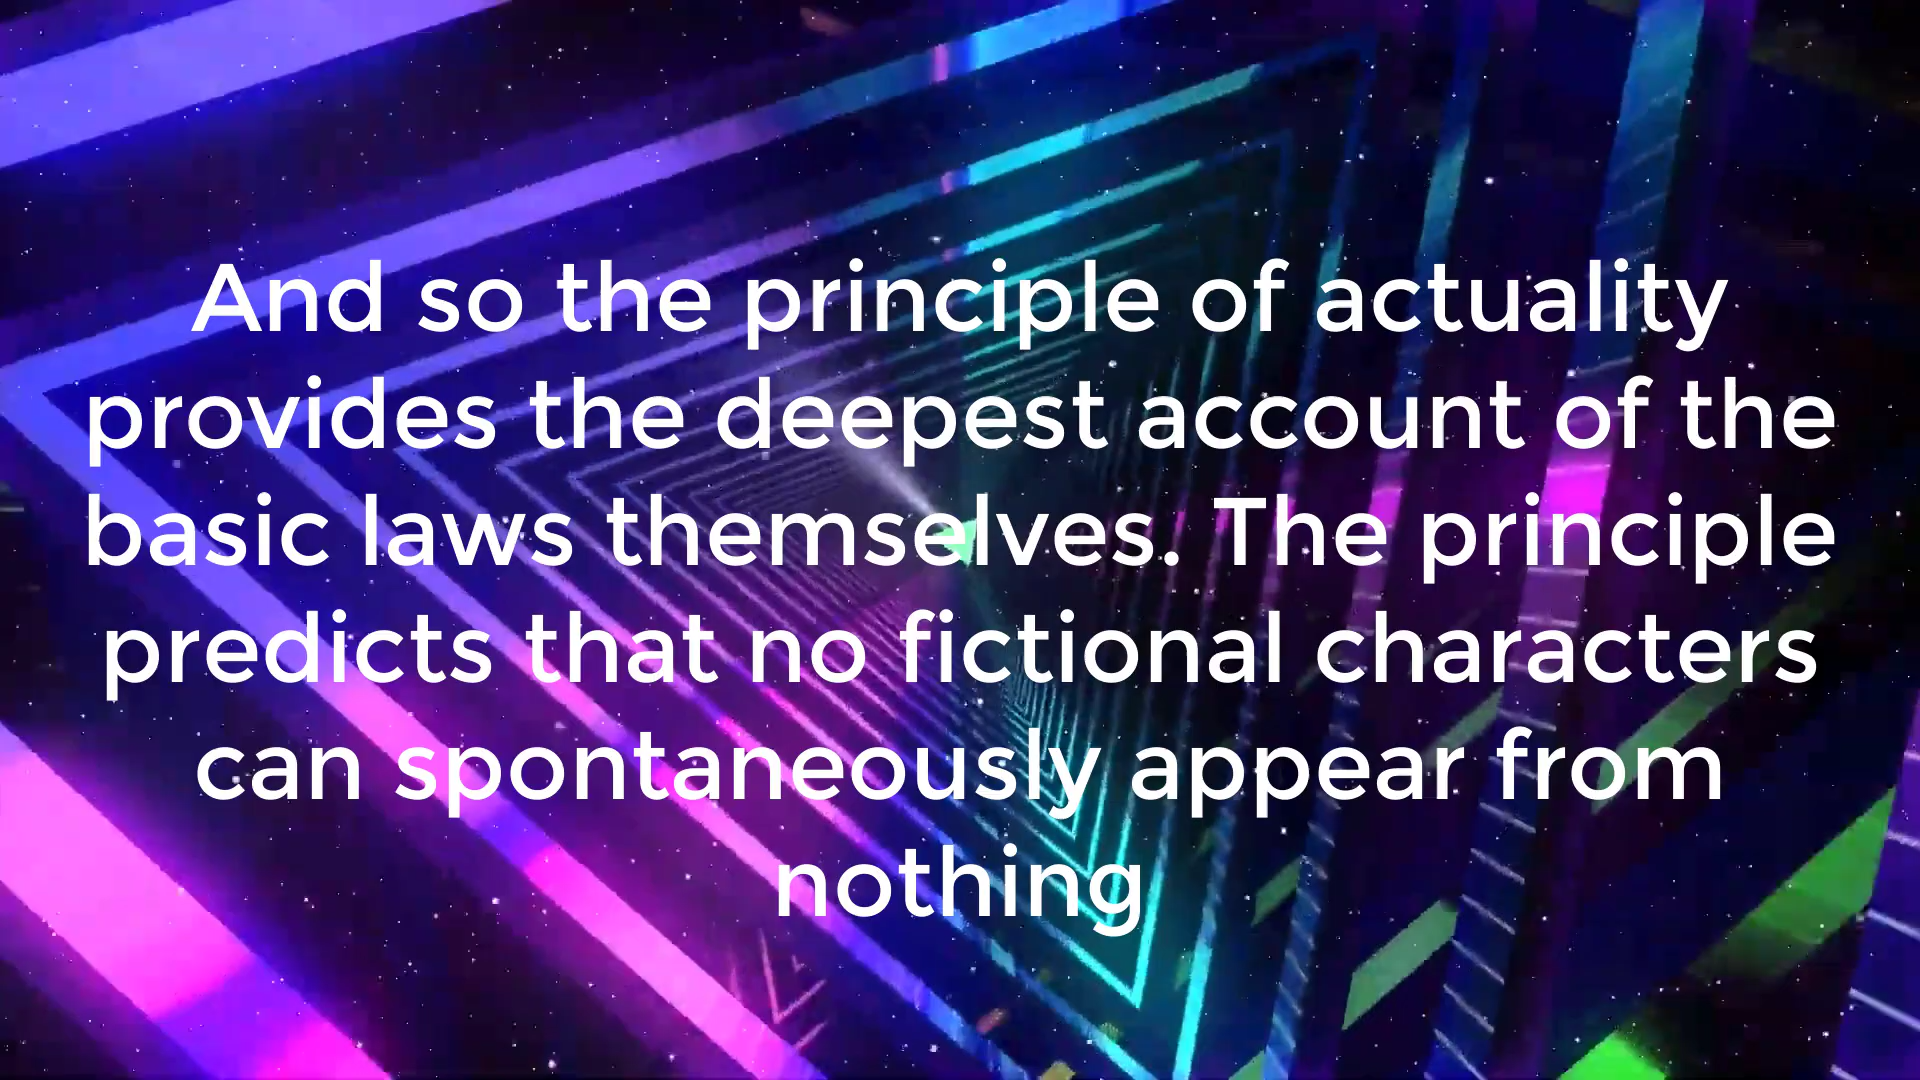 And so the principle of actuality
provides the deepest account of the
basic laws themselves. The principle
predicts that no fictional characters
can spontaneously appear from
nothing